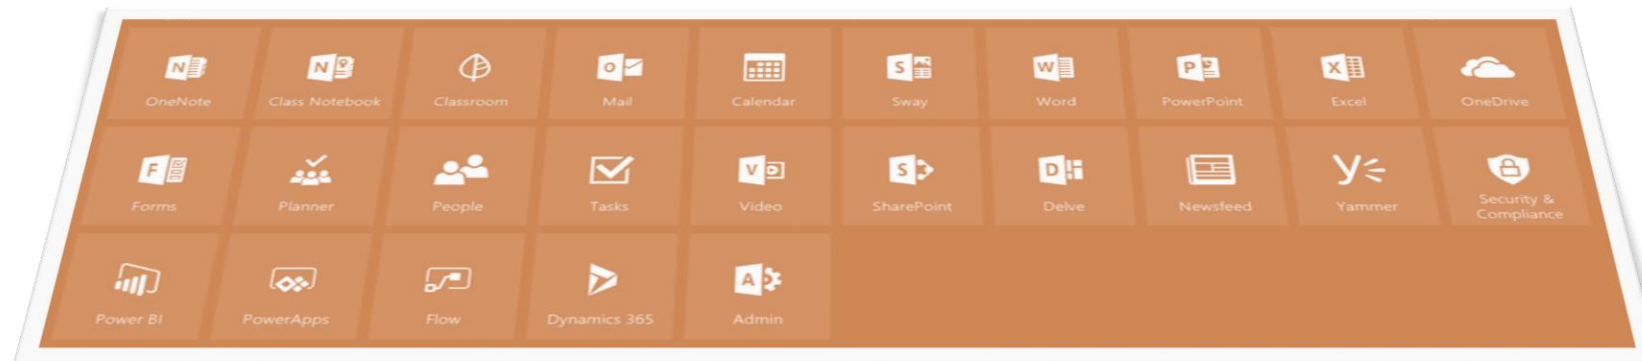 OneNote Class Notebook Classroom Mail Calendar Sway Word PowerPoint Excel OneDrive
Forms Planner People Tasks Video SharePoint Delve Newsfeed Yammer Security &
Compliance
Power BI PowerApps Flow Dynamics 365 Admin